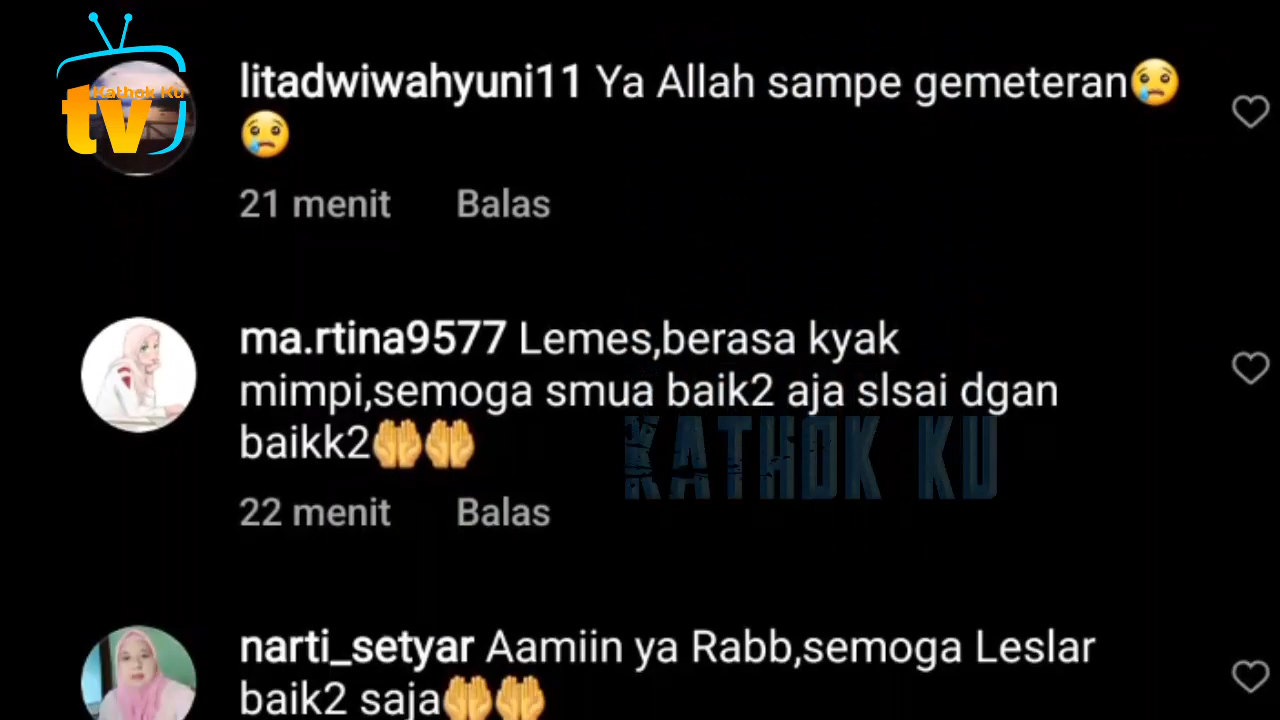 Kathok Ku
tv
litadwiwahyuni11 Ya Allah sampe gemeteran😢
😢
21 menit Balas
ma.rtina9577 Lemes,berasa kyak
mimpi,semoga smua baik2 aja slsai dgan
baikk2🤲🤲
KATHOK KU
22 menit Balas
narti_setyar Aamiin ya Rabb,semoga Leslar
baik2 saja🤲🤲